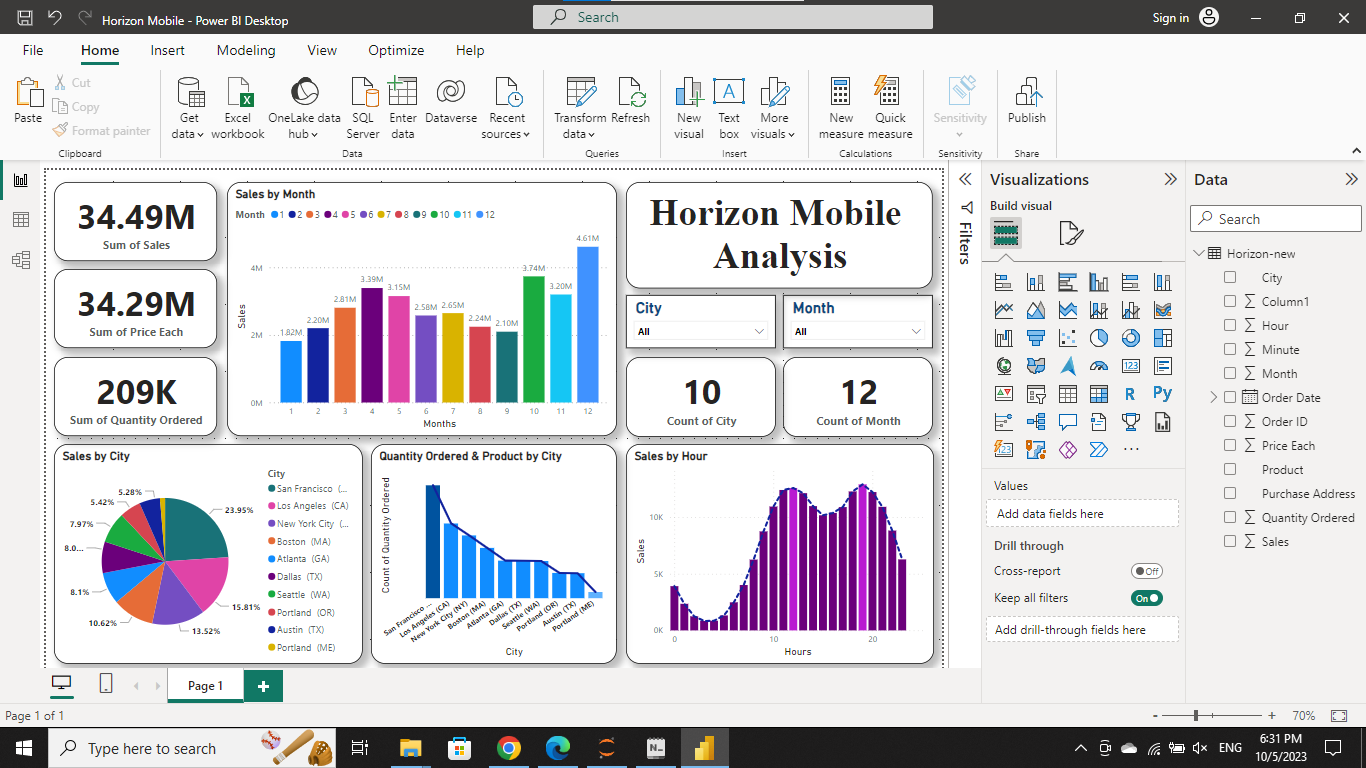 Horizon Mobile - Power BI Desktop
Search
Sign in
File Home Insert Modeling View Optimize Help
Paste
Cut
Copy
Format painter
Clipboard
Get data
Excel workbook
OneLake data hub
SQL Server
Enter data
Dataverse
Recent sources
Data
Transform data
Refresh
Queries
New visual
Text box
More visuals
Insert
New measure
Quick measure
Calculations
Sensitivity
Sensitivity
Publish
Share
34.49M
Sum of Sales
34.29M
Sum of Price Each
209K
Sum of Quantity Ordered
Sales by Month
Month 1 2 3 4 5 6 7 8 9 10 11 12
Sales
4M
2M
0M
1.82M
2.20M
2.81M
3.39M
3.15M
2.58M
2.65M
2.24M
2.10M
3.74M
3.20M
4.61M
1 2 3 4 5 6 7 8 9 10 11 12
Months
Horizon Mobile
Analysis
City
All
Month
All
10
Count of City
12
Count of Month
Sales by City
23.95%
15.81%
13.52%
10.62%
8.1%
8.0...
7.97%
5.42%
5.28%
City
San Francisco (...
Los Angeles (CA)
New York City (...
Boston (MA)
Atlanta (GA)
Dallas (TX)
Seattle (WA)
Portland (OR)
Austin (TX)
Portland (ME)
Quantity Ordered & Product by City
Count of Quantity Ordered
San Francisco ...
Los Angeles (CA)
New York City (NY)
Boston (MA)
Atlanta (GA)
Dallas (TX)
Seattle (WA)
Portland (OR)
Austin (TX)
Portland (ME)
City
Sales by Hour
Sales
10K
5K
0K
0 10 20
Hours
Filters
Visualizations
Build visual
123
R
Py
Values
Add data fields here
Drill through
Cross-report
Off
Keep all filters
On
Add drill-through fields here
Data
Search
Horizon-new
City
Column1
Hour
Minute
Month
Order Date
Order ID
Price Each
Product
Purchase Address
Quantity Ordered
Sales
Page 1
Page 1 of 1
- + 70%
Type here to search
ENG
6:31 PM
10/5/2023